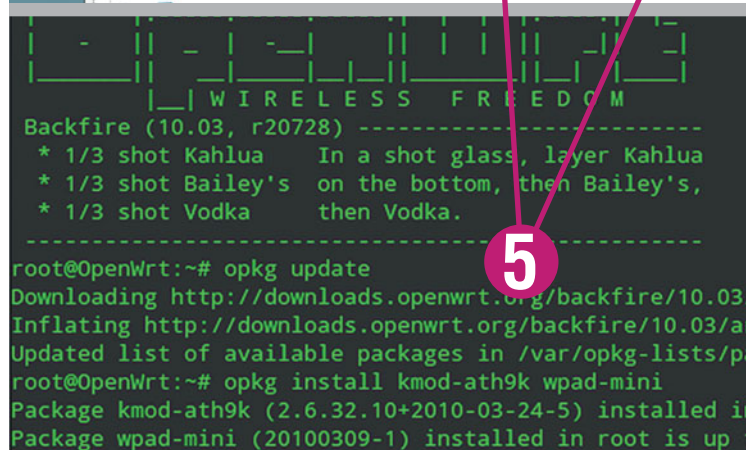 W I R E L E S S   F R E E D O M
Backfire (10.03, r20728) ---------------------------
* 1/3 shot Kahlua     In a shot glass, layer Kahlua
* 1/3 shot Bailey's   on the bottom, then Bailey's,
* 1/3 shot Vodka      then Vodka.
5
root@OpenWrt:~# opkg update
Downloading http://downloads.openwrt.org/backfire/10.03
Inflating http://downloads.openwrt.org/backfire/10.03/a
Updated list of available packages in /var/opkg-lists/pa
root@OpenWrt:~# opkg install kmod-ath9k wpad-mini
Package kmod-ath9k (2.6.32.10+2010-03-24-5) installed in
Package wpad-mini (20100309-1) installed in root is up